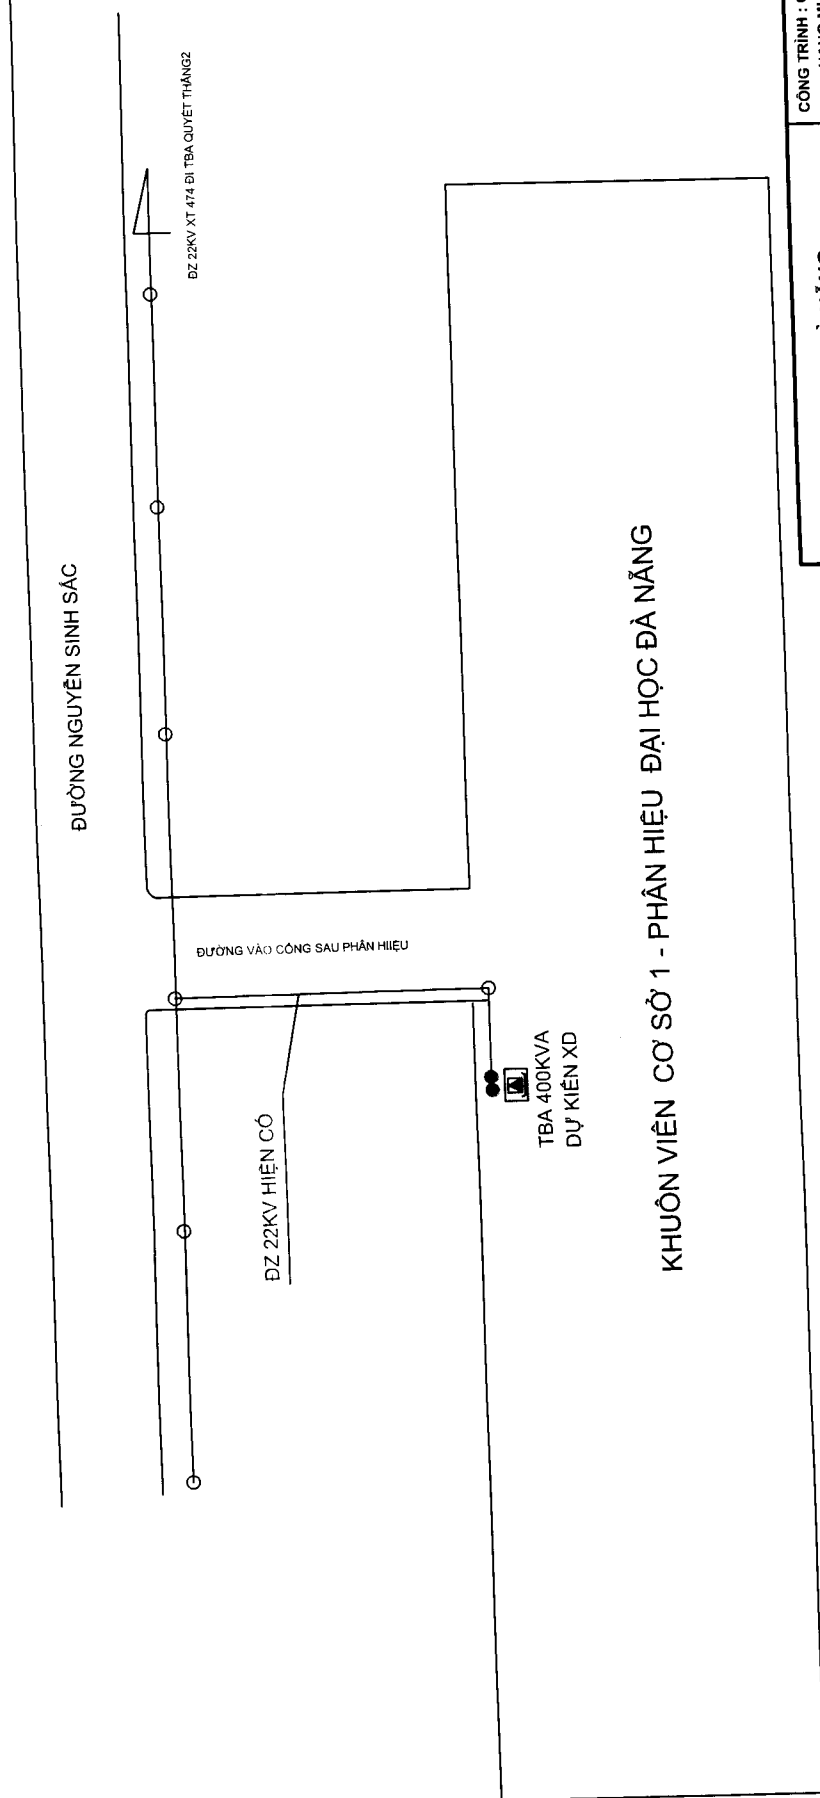 ĐƯỜNG NGUYỄN SINH SẮC
ĐZ 22KV XT 474 ĐI TBA QUYẾT THẮNG2
ĐƯỜNG VÀO CỔNG SAU PHÂN HIIỆU
ĐZ 22KV HIỆN CÓ
TBA 400KVA
DỰ KIẾN XD
KHUÔN VIÊN CƠ SỞ 1 - PHÂN HIỆU ĐẠI HỌC ĐÀ NẴNG
CÔNG TRÌNH :